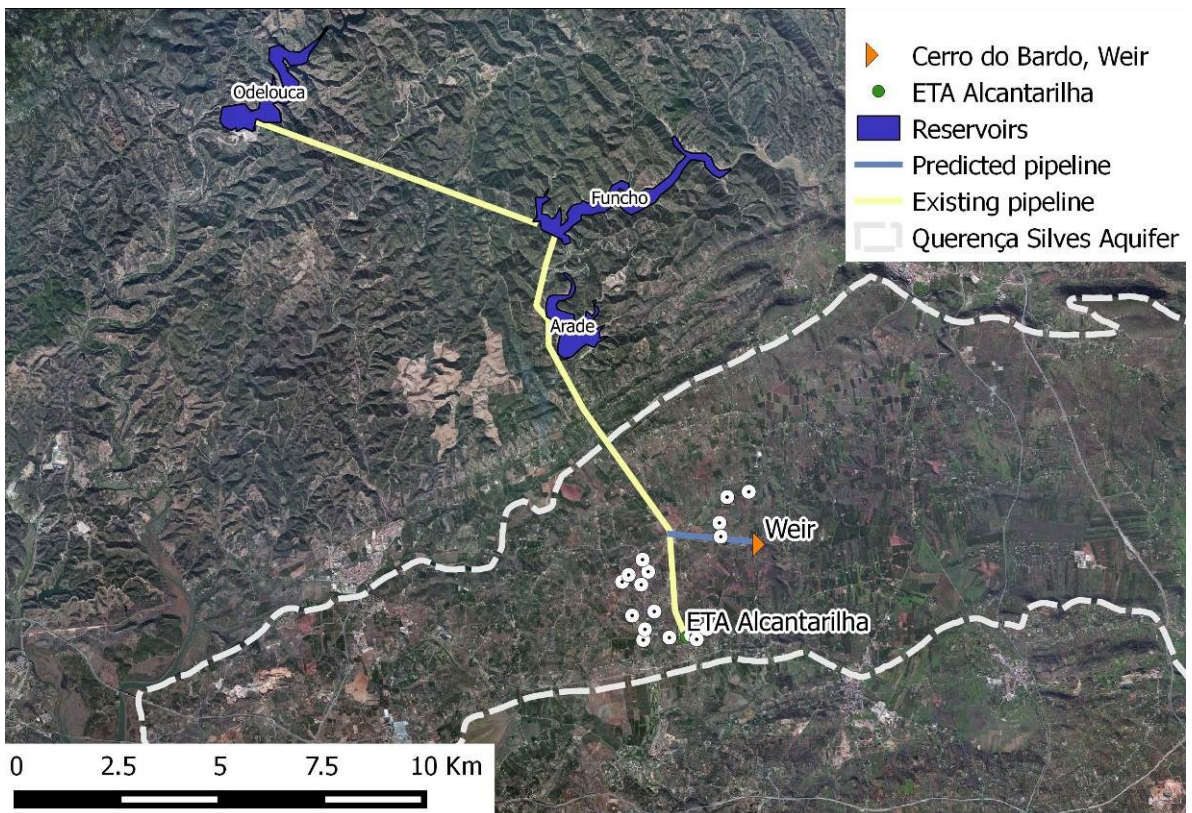 Cerro do Bardo, Weir
ETA Alcantarilha
Reservoirs
Predicted pipeline
Existing pipeline
Querença Silves Aquifer
Odelouca
Funcho
Arade
Weir
ETA Alcantarilha
0 2.5 5 7.5 10 Km